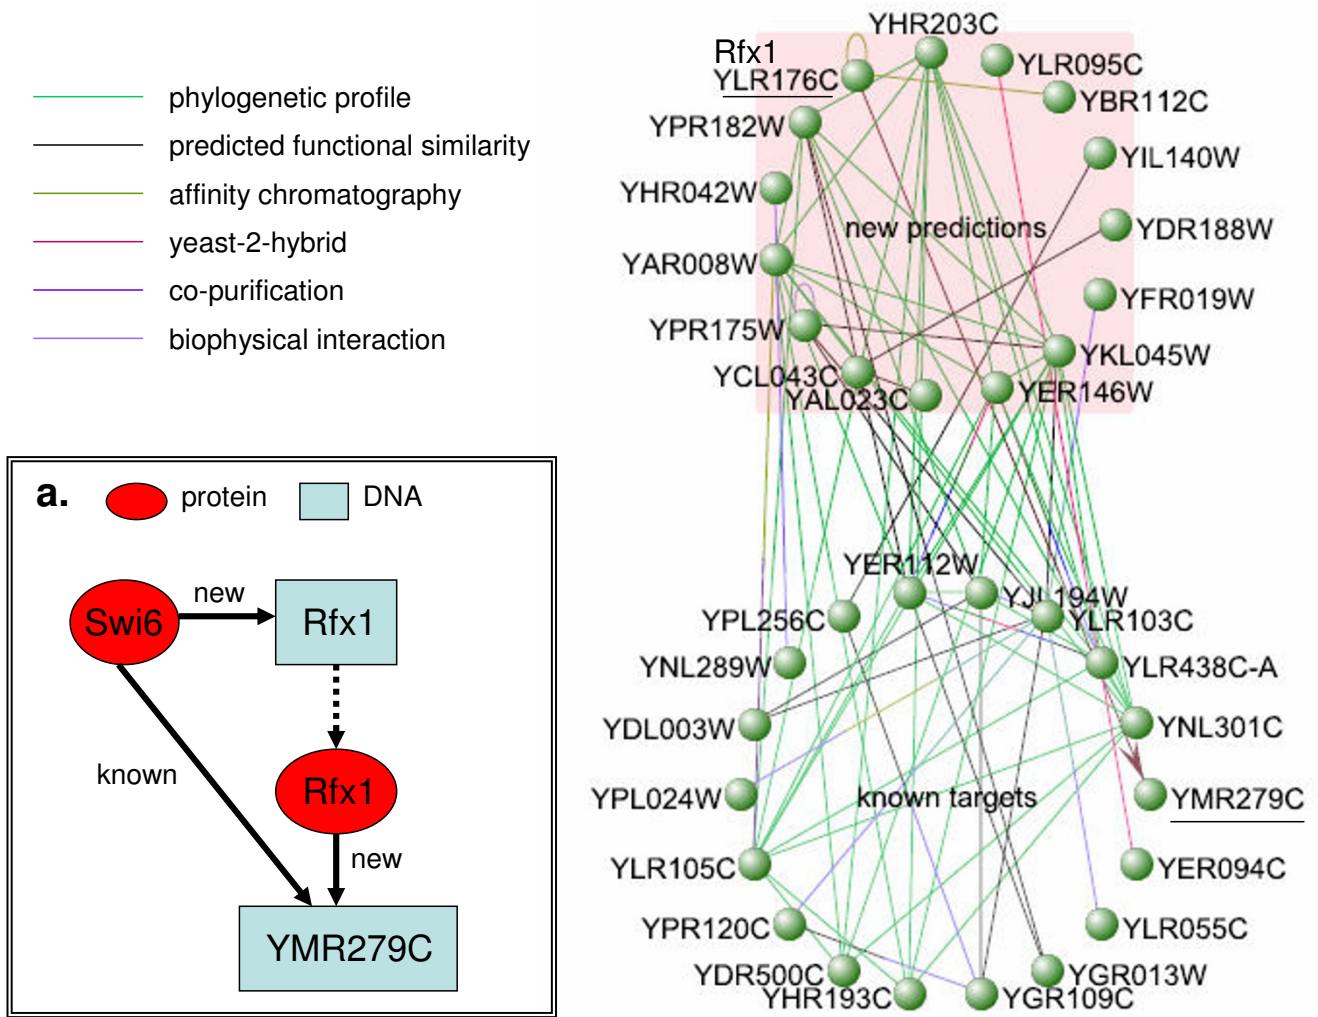 phylogenetic profile
predicted functional similarity
affinity chromatography
yeast-2-hybrid
co-purification
biophysical interaction
a.
protein
DNA
Swi6
new
Rfx1
known
Rfx1
new
YMR279C
YHR203C
Rfx1
YLR176C
YLR095C
YBR112C
YPR182W
YIL140W
YHR042W
new predictions
YDR188W
YAR008W
YFR019W
YPR175W
YKL045W
YCL043C
YAL023C
YER146W
YER112W
YJL194W
YPL256C
YLR103C
YNL289W
YLR438C-A
YDL003W
YNL301C
YPL024W
known targets
YMR279C
YLR105C
YER094C
YPR120C
YLR055C
YDR500C
YGR013W
YHR193C
YGR109C